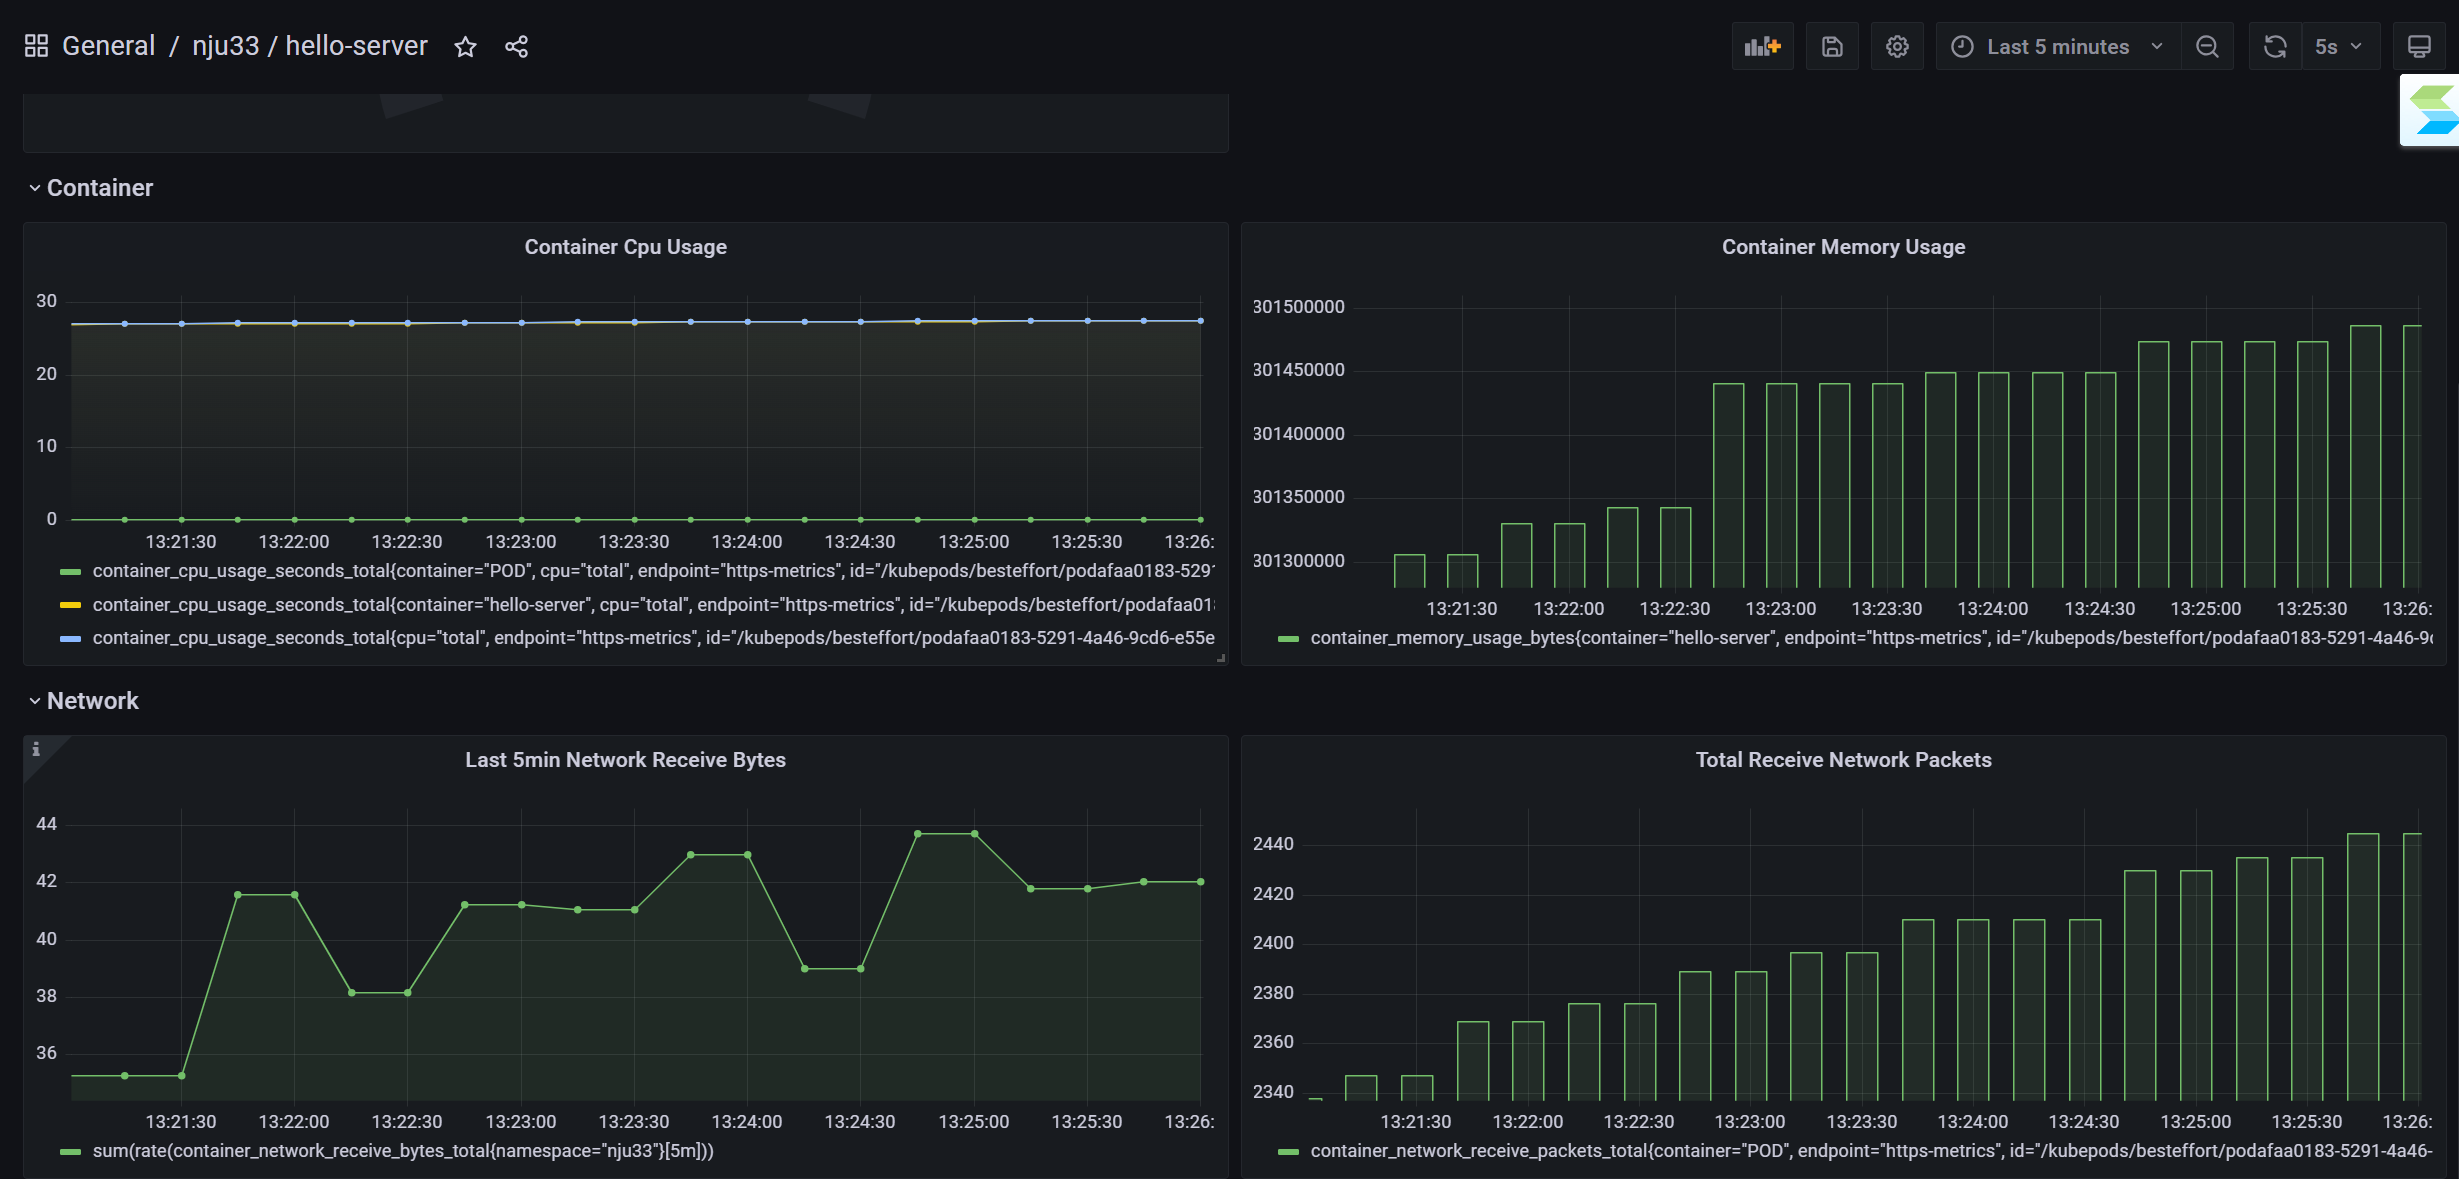 General / nju33 / hello-server
Last 5 minutes
5s
Container
Container Cpu Usage
30
20
10
0
13:21:30 13:22:00 13:22:30 13:23:00 13:23:30 13:24:00 13:24:30 13:25:00 13:25:30 13:26:
container_cpu_usage_seconds_total{container="POD", cpu="total", endpoint="https-metrics", id="/kubepods/besteffort/podafaa0183-5291
container_cpu_usage_seconds_total{container="hello-server", cpu="total", endpoint="https-metrics", id="/kubepods/besteffort/podafaa01
container_cpu_usage_seconds_total{cpu="total", endpoint="https-metrics", id="/kubepods/besteffort/podafaa0183-5291-4a46-9cd6-e55e
Container Memory Usage
301500000
301450000
301400000
301350000
301300000
13:21:30 13:22:00 13:22:30 13:23:00 13:23:30 13:24:00 13:24:30 13:25:00 13:25:30 13:26:
container_memory_usage_bytes{container="hello-server", endpoint="https-metrics", id="/kubepods/besteffort/podafaa0183-5291-4a46-9c
Network
Last 5min Network Receive Bytes
44
42
40
38
36
13:21:30 13:22:00 13:22:30 13:23:00 13:23:30 13:24:00 13:24:30 13:25:00 13:25:30 13:26:
sum(rate(container_network_receive_bytes_total{namespace="nju33"}[5m]))
Total Receive Network Packets
2440
2420
2400
2380
2360
2340
13:21:30 13:22:00 13:22:30 13:23:00 13:23:30 13:24:00 13:24:30 13:25:00 13:25:30 13:26:
container_network_receive_packets_total{container="POD", endpoint="https-metrics", id="/kubepods/besteffort/podafaa0183-5291-4a46-